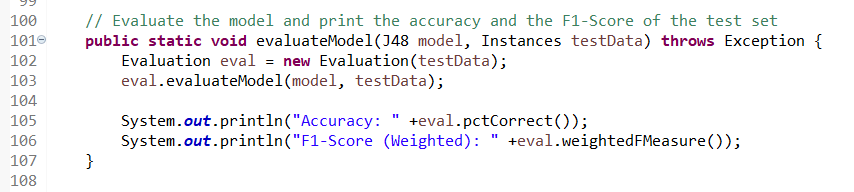 99
100 // Evaluate the model and print the accuracy and the F1-Score of the test set
101 public static void evaluateModel(J48 model, Instances testData) throws Exception {
102 Evaluation eval = new Evaluation(testData);
103 eval.evaluateModel(model, testData);
104
105 System.out.println("Accuracy: " +eval.pctCorrect());
106 System.out.println("F1-Score (Weighted): " +eval.weightedFMeasure());
107 }
108